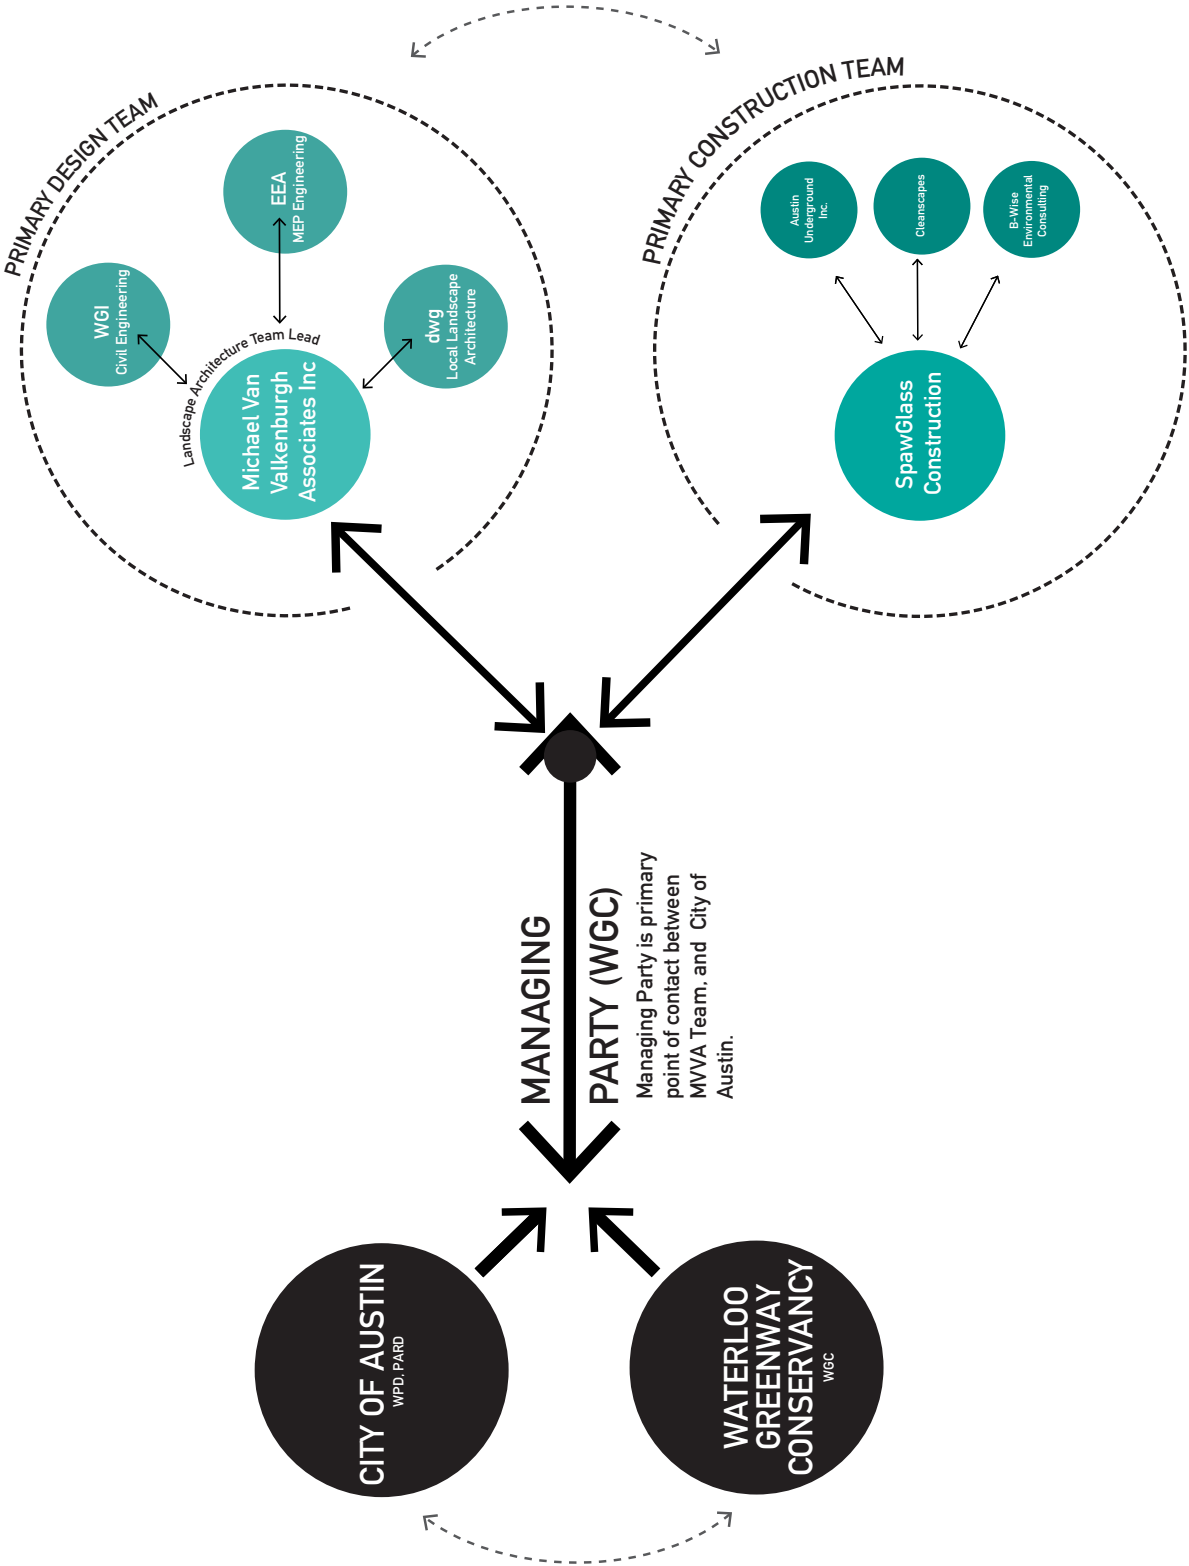 CITY OF AUSTIN
WPD, PARD
WATERLOO
GREENWAY
CONSERVANCY
WGC
MANAGING
PARTY (WGC)
Managing Party is primary
point of contact between
MVVA Team, and City of
Austin.
PRIMARY DESIGN TEAM
Landscape Architecture Team Lead
Michael Van
Valkenburgh
Associates Inc
WGI
Civil Engineering
EEA
MEP Engineering
dwg
Local Landscape
Architecture
PRIMARY CONSTRUCTION TEAM
SpawGlass
Construction
Austin
Underground
Inc.
Cleanscapes
B-Wise
Environmental
Consulting